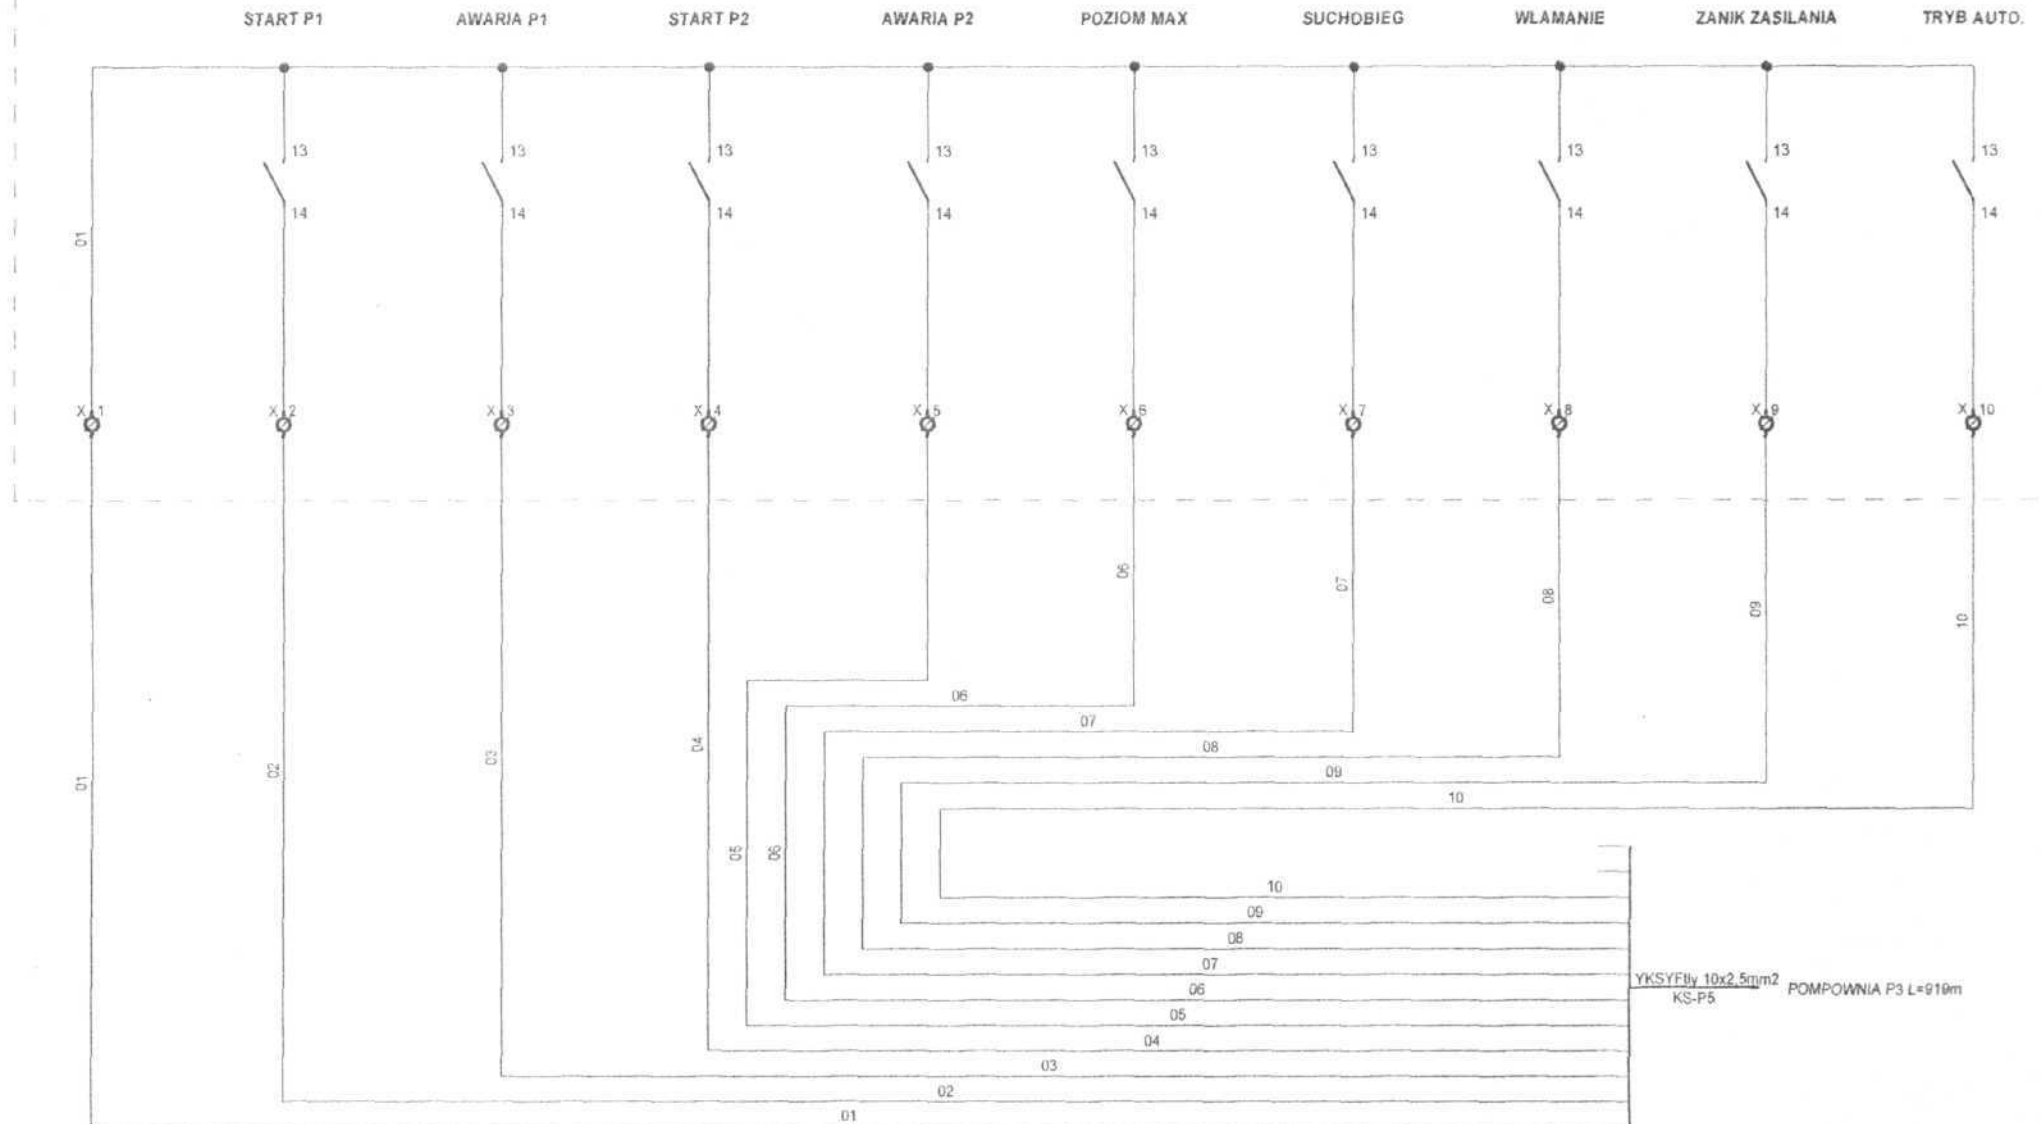 START P1
AWARIA P1
START P2
AWARIA P2
POZIOM MAX
SUCHOBIEG
WLAMANIE
ZANIK ZASILANIA
TRYB AUTO.
13
13
13
13
13
13
13
13
13
14
14
14
14
14
14
14
14
14
01
X 1
X 2
X 3
X 4
X 5
X 6
X 7
X 8
X 9
X 10
06
07
08
09
10
06
07
08
09
10
01
02
03
04
05
06
10
09
08
07
06
05
04
03
02
01
YKSYFtly 10x2,5mm2
KS-P5
POMPOWNIA P3 L=919m